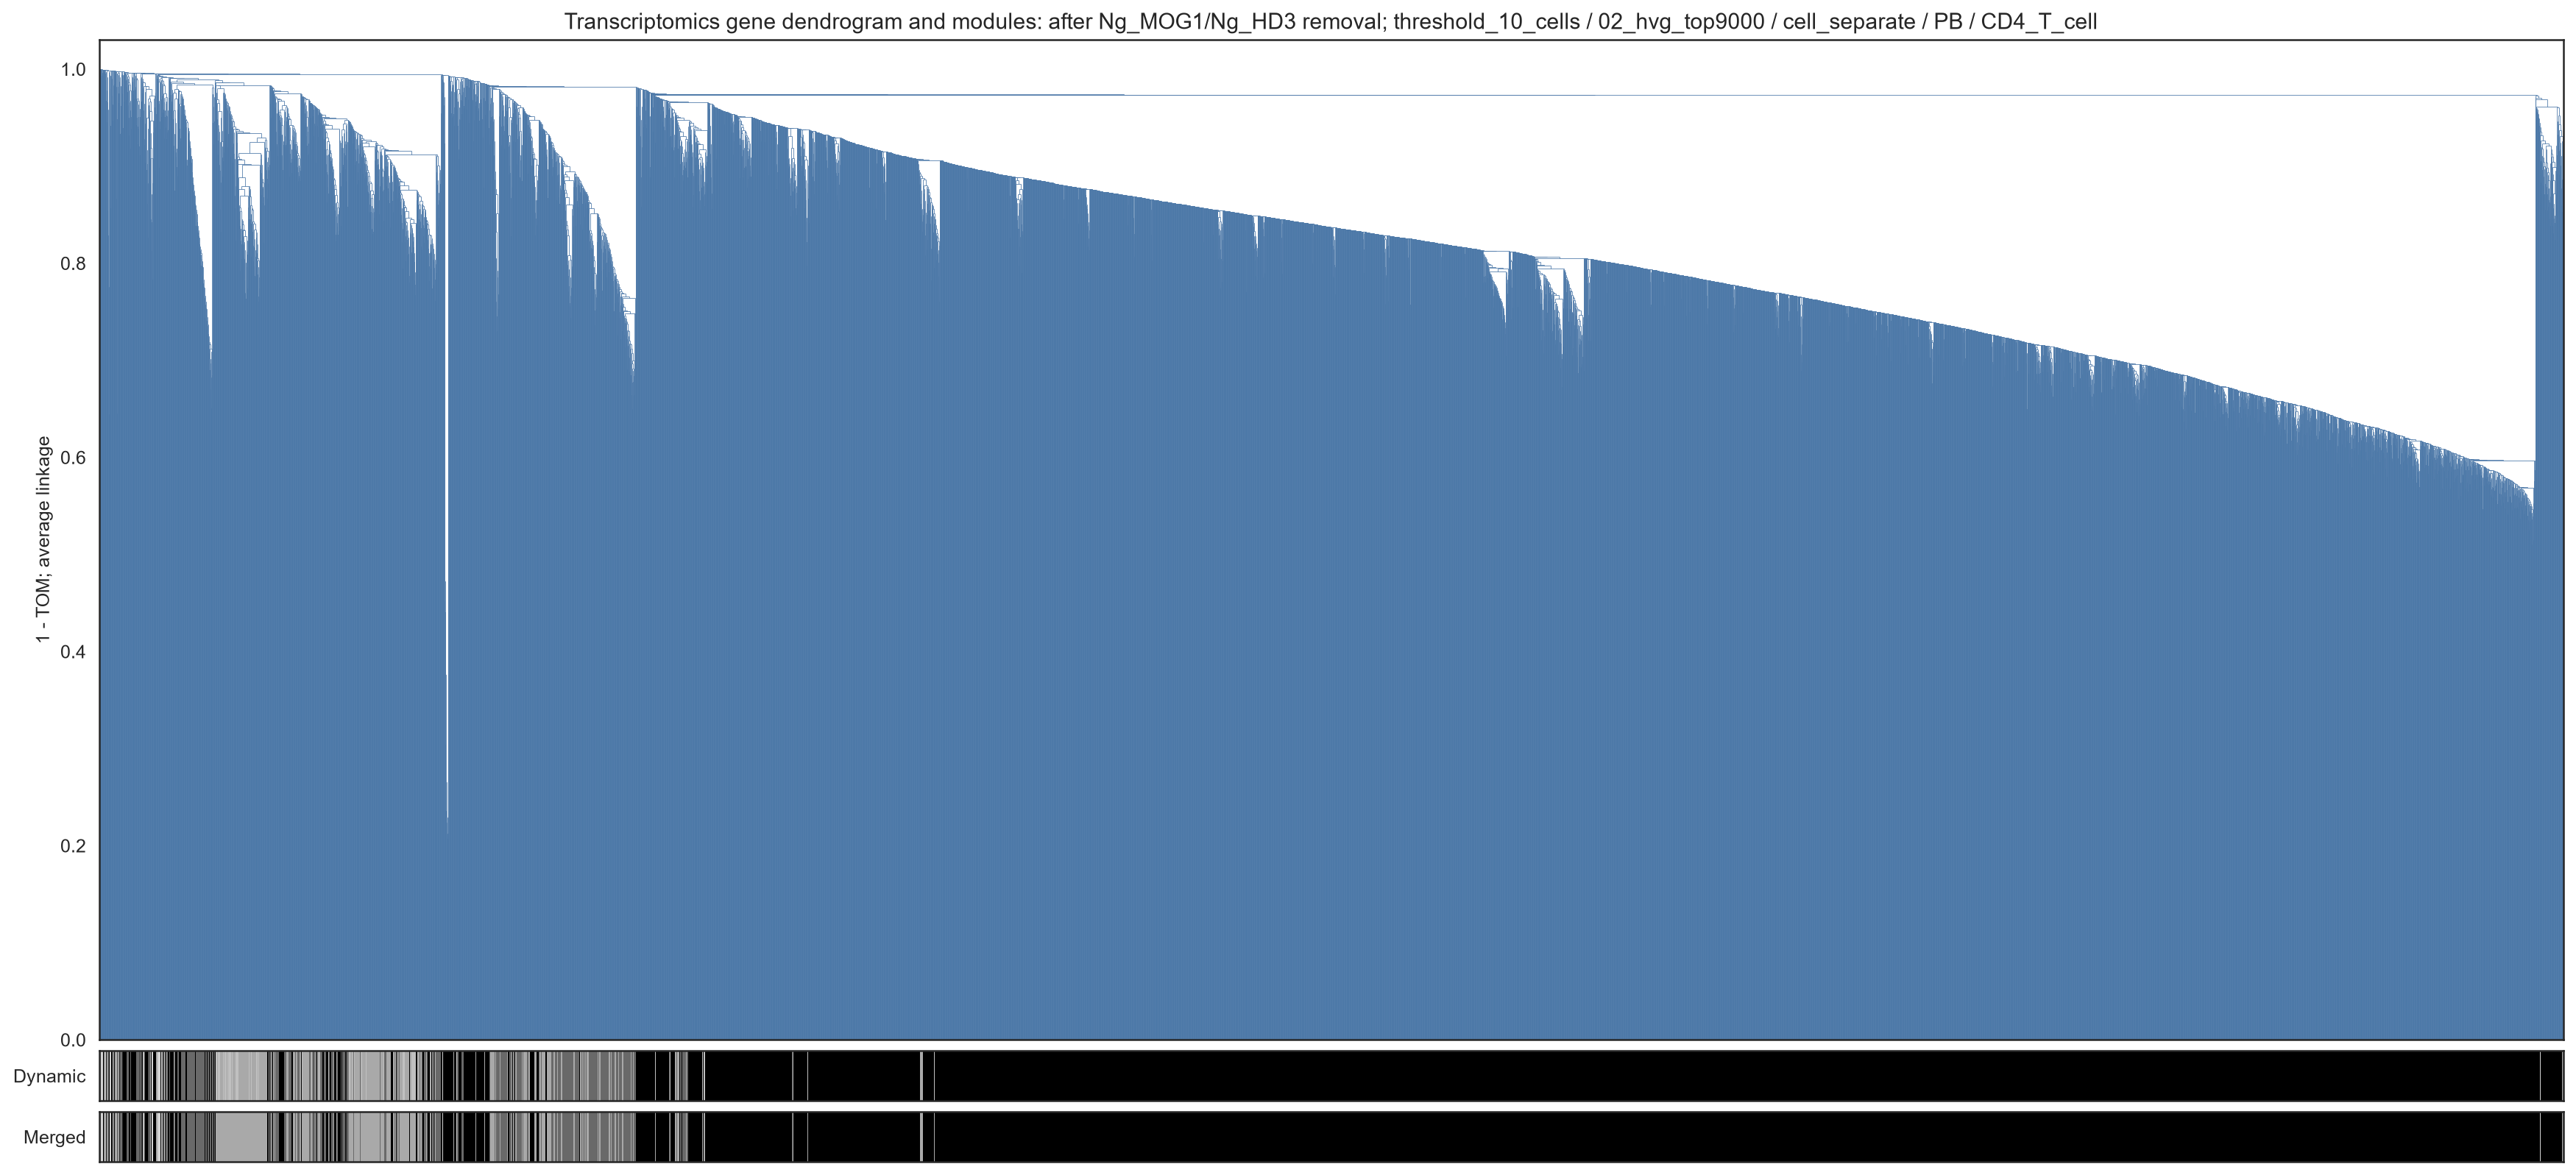 Transcriptomics gene dendrogram and modules: after Ng_MOG1/Ng_HD3 removal; threshold_10_cells / 02_hvg_top9000 / cell_separate / PB / CD4_T_cell
1.0
0.8
0.6
0.4
0.2
0.0
1 - TOM; average linkage
Dynamic
Merged